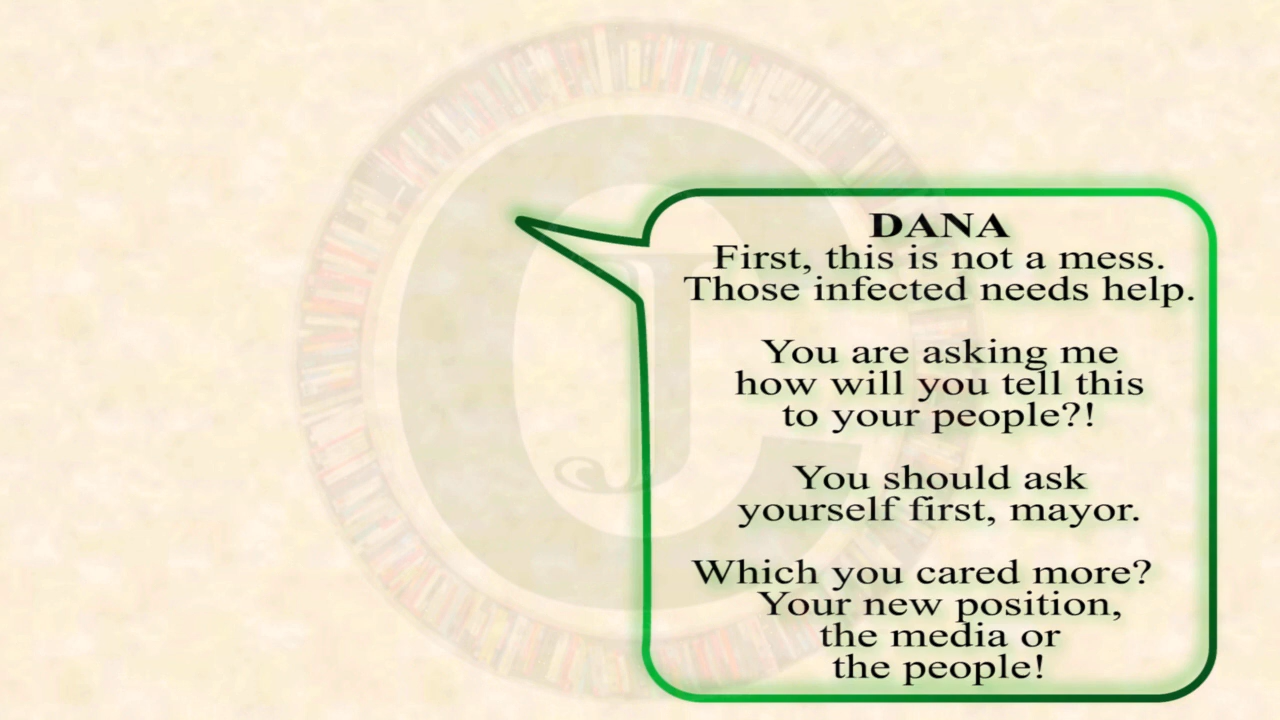 DANA
First, this is not a mess.
Those infected needs help.
You are asking me
how will you tell this
to your people?!
You should ask
yourself first, mayor.
Which you cared more?
Your new position,
the media or
the people!
CJ